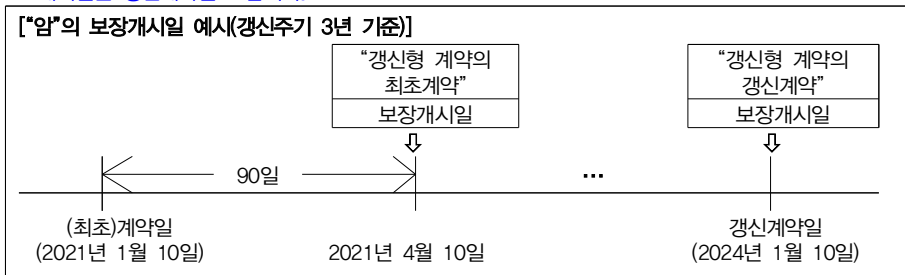 ["암"의 보장개시일 예시(갱신주기 3년 기준)]
"갱신형 계약의
최초계약"
보장개시일
"갱신형 계약의
갱신계약"
보장개시일
90일
...
(최초)계약일
(2021년 1월 10일)
2021년 4월 10일
갱신계약일
(2024년 1월 10일)